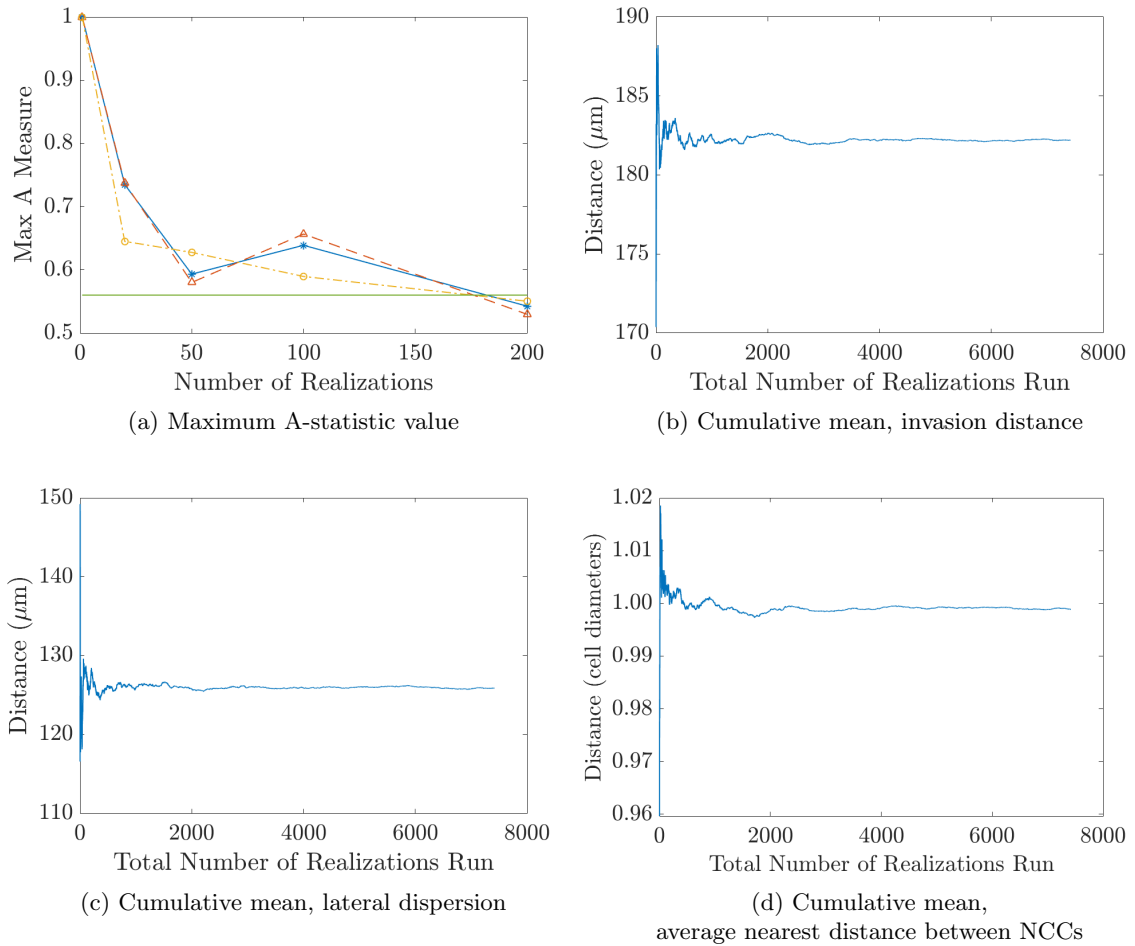 1
0.9
0.8
0.7
0.6
0.5
Max A Measure
0 50 100 150 200
Number of Realizations
(a) Maximum A-statistic value
190
185
180
175
170
Distance (μm)
0 2000 4000 6000 8000
Total Number of Realizations Run
(b) Cumulative mean, invasion distance
150
140
130
120
110
Distance (μm)
0 2000 4000 6000 8000
Total Number of Realizations Run
(c) Cumulative mean, lateral dispersion
1.02
1.01
1.00
0.99
0.98
0.97
0.96
Distance (cell diameters)
0 2000 4000 6000 8000
Total Number of Realizations Run
(d) Cumulative mean,
average nearest distance between NCCs